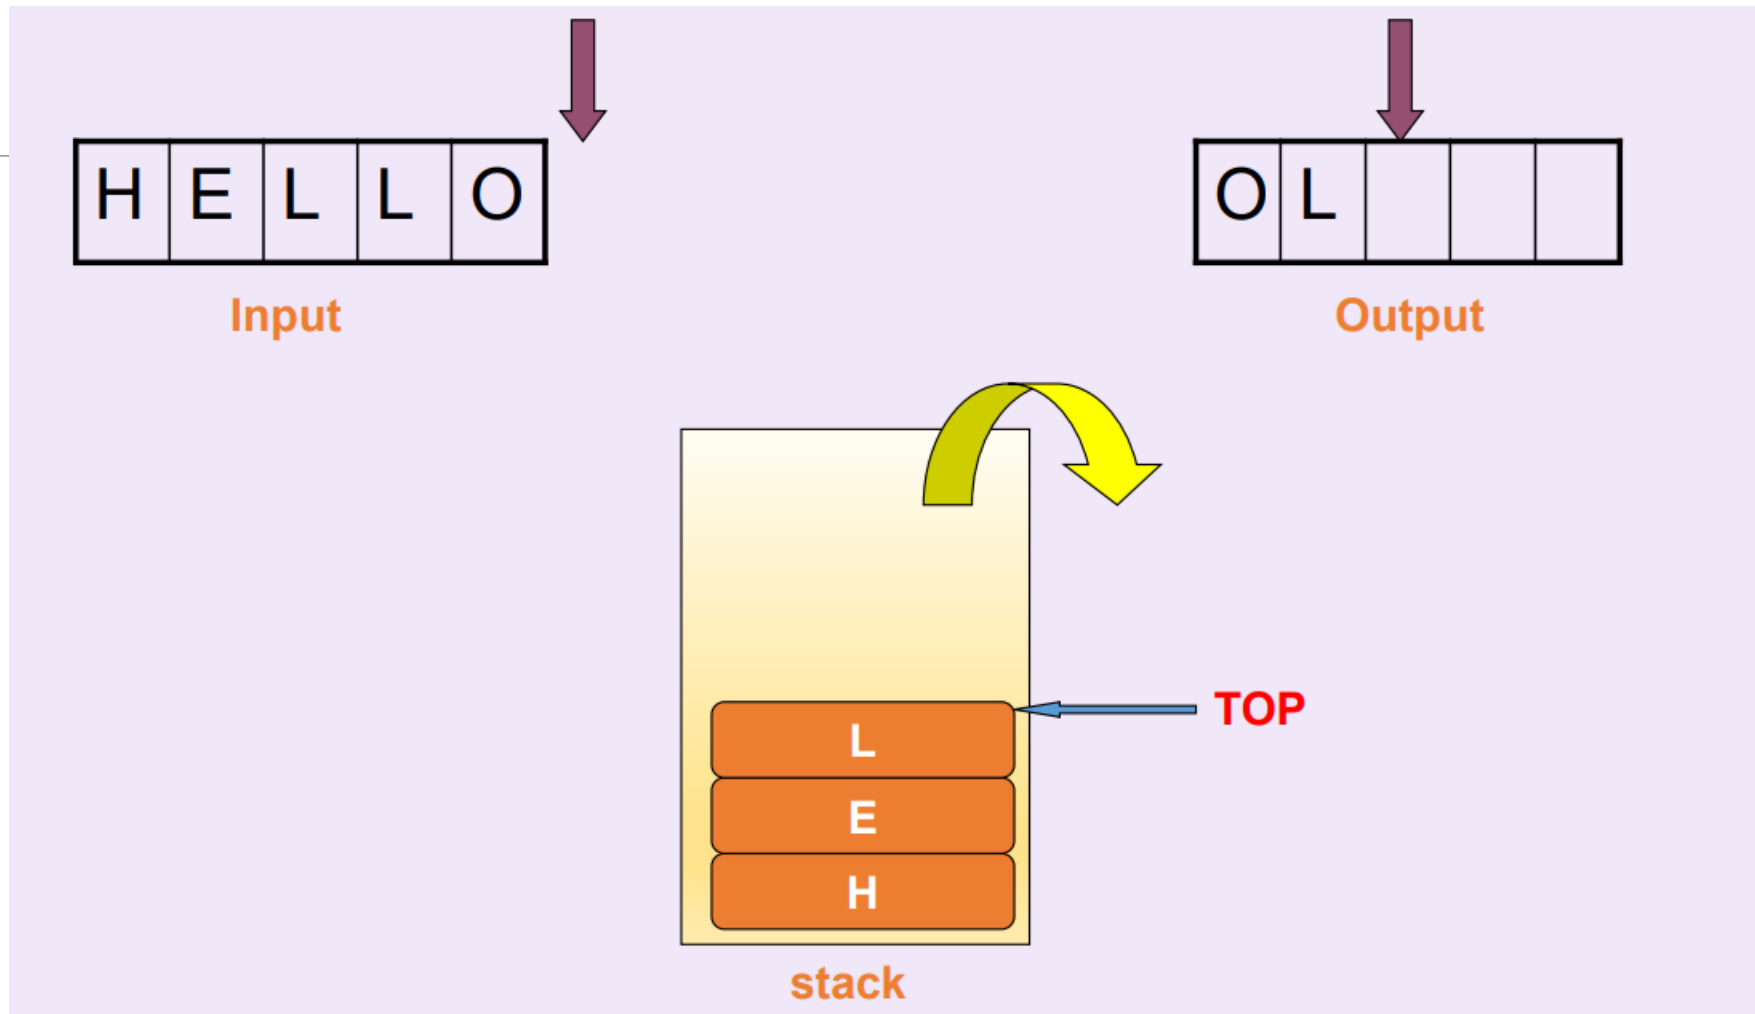 H E L L O
O L
Input
Output
L
TOP
E
H
stack